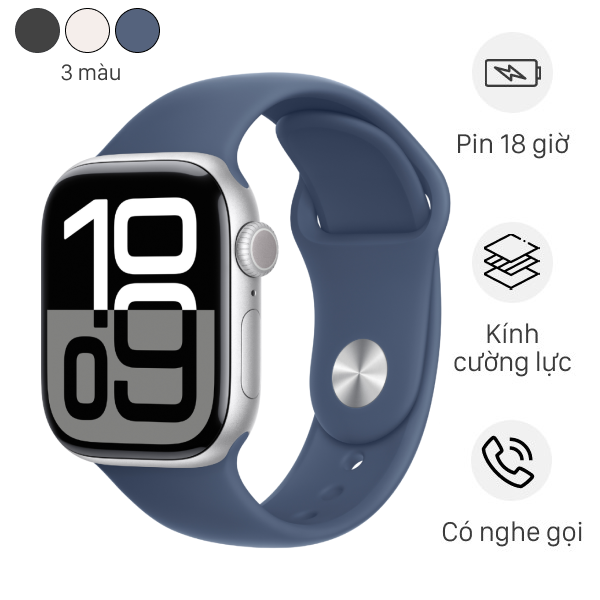 3 màu
Pin 18 giờ
10
09
Kính
cường lực
Có nghe gọi